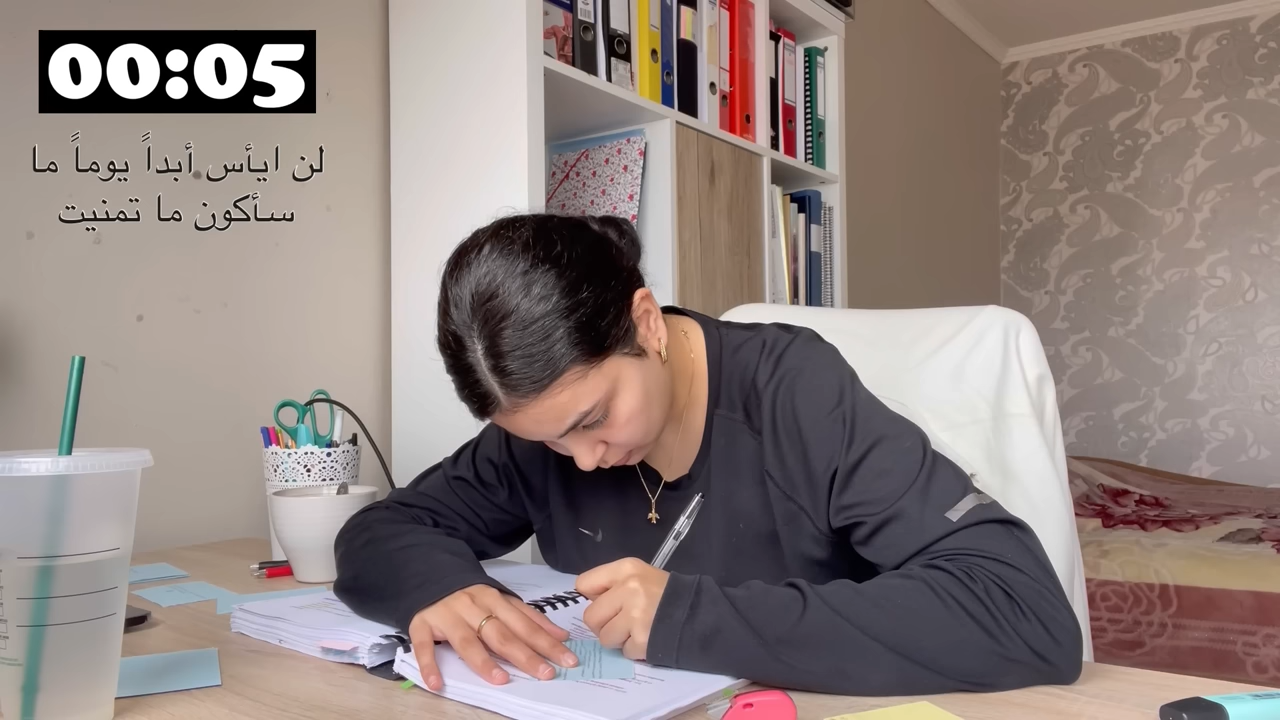 00:05
لن ايأس أبداً يوماً ما
سأكون ما تمنيت